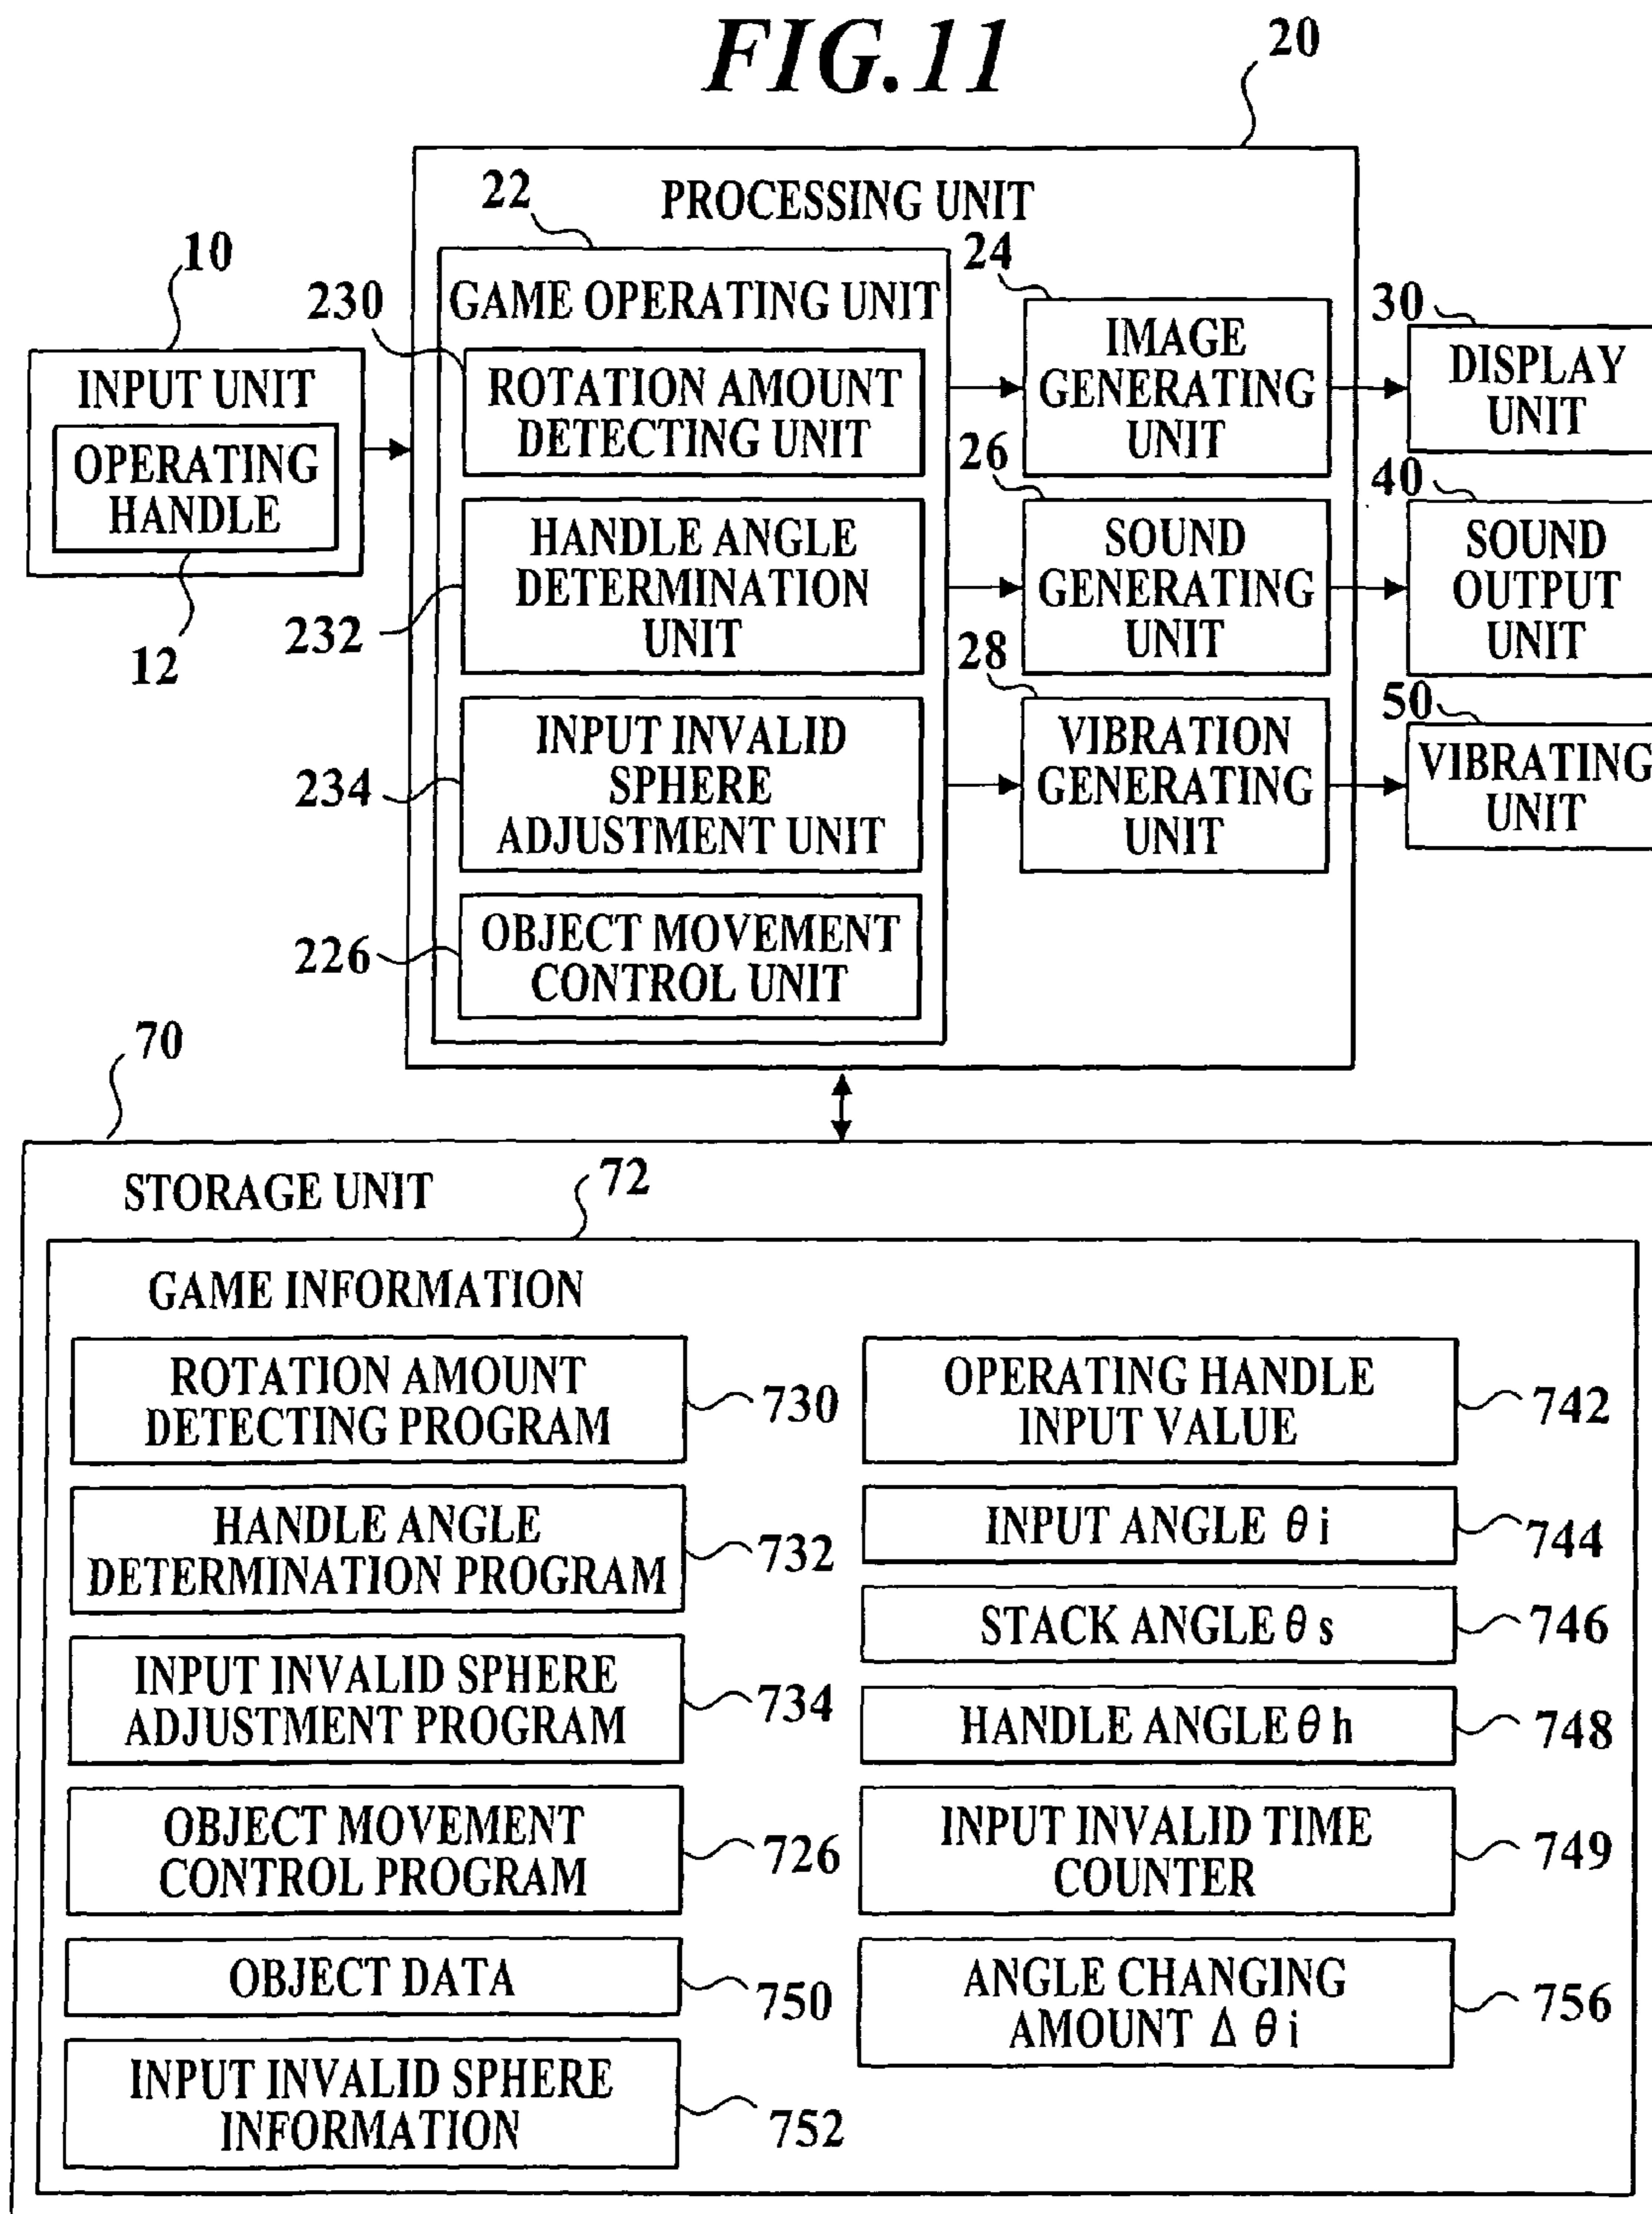 FIG.11
20
PROCESSING UNIT
22
GAME OPERATING UNIT
10
INPUT UNIT
OPERATING
HANDLE
12
230
ROTATION AMOUNT
DETECTING UNIT
232
HANDLE ANGLE
DETERMINATION
UNIT
234
INPUT INVALID
SPHERE
ADJUSTMENT UNIT
226
OBJECT MOVEMENT
CONTROL UNIT
24
IMAGE
GENERATING
UNIT
26
SOUND
GENERATING
UNIT
28
VIBRATION
GENERATING
UNIT
30
DISPLAY
UNIT
40
SOUND
OUTPUT
UNIT
50
VIBRATING
UNIT
70
STORAGE UNIT
72
GAME INFORMATION
ROTATION AMOUNT
DETECTING PROGRAM
730
HANDLE ANGLE
DETERMINATION PROGRAM
732
INPUT INVALID SPHERE
ADJUSTMENT PROGRAM
734
OBJECT MOVEMENT
CONTROL PROGRAM
726
OBJECT DATA
750
INPUT INVALID SPHERE
INFORMATION
752
OPERATING HANDLE
INPUT VALUE
742
INPUT ANGLE θi
744
STACK ANGLE θs
746
HANDLE ANGLE θh
748
INPUT INVALID TIME
COUNTER
749
ANGLE CHANGING
AMOUNT Δθi
756